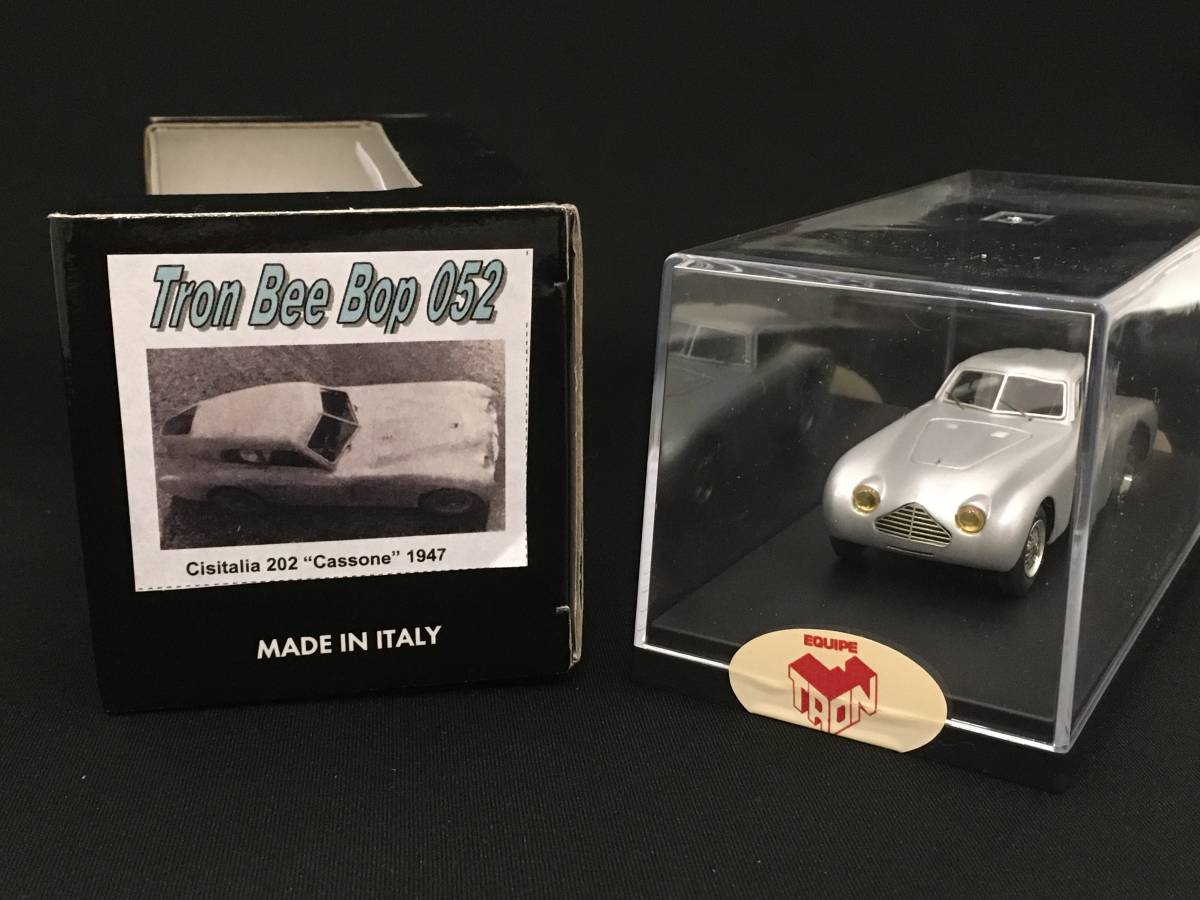 Tron Bee Bop 052
Cisitalia 202 “Cassone” 1947
MADE IN ITALY
EQUIPE
TRON